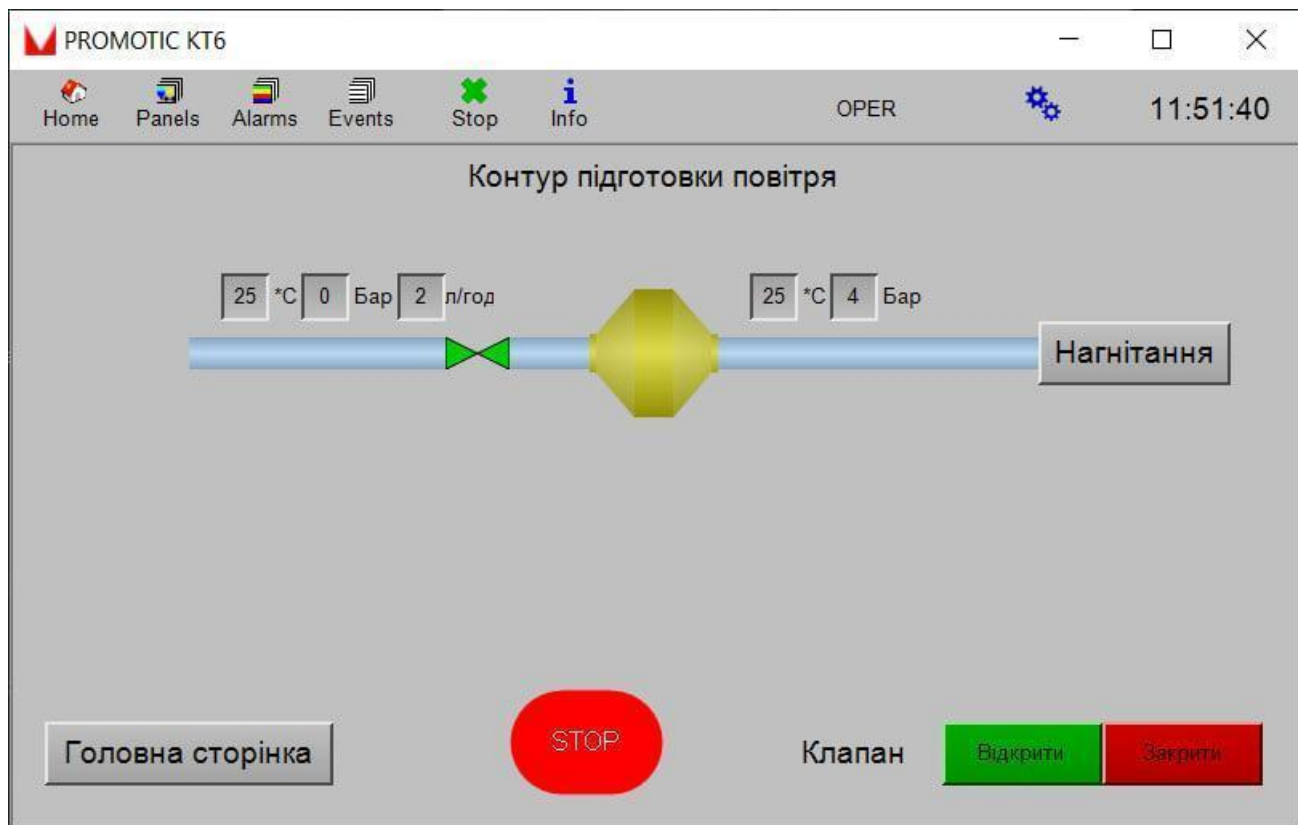 PROMOTIC KT6
Home Panels Alarms Events Stop Info OPER 11:51:40
Контур підготовки повітря
25 *C 0 Бар 2 л/год 25 *C 4 Бар
Нагнітання
Головна сторінка STOP Клапан Відкрити Закрити